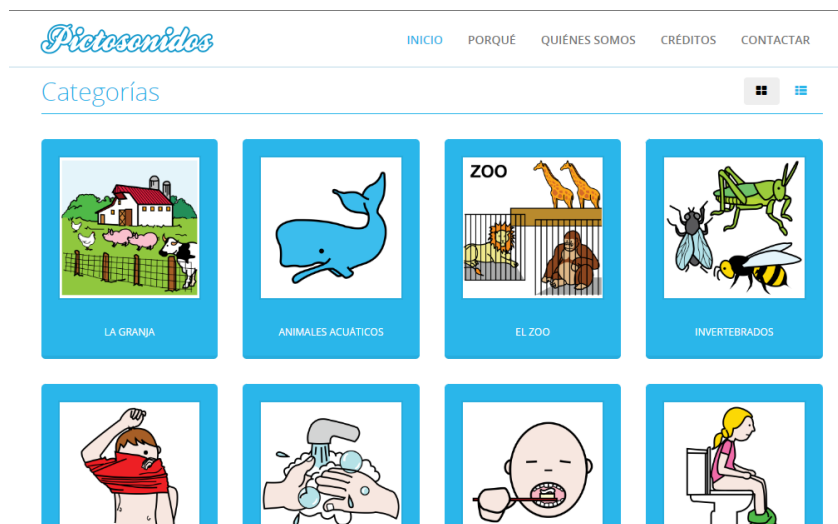 Pictosonidos
INICIO PORQUÉ QUIÉNES SOMOS CRÉDITOS CONTACTAR
Categorías
ZOO
LA GRANJA ANIMALES ACUÁTICOS EL ZOO INVERTEBRADOS